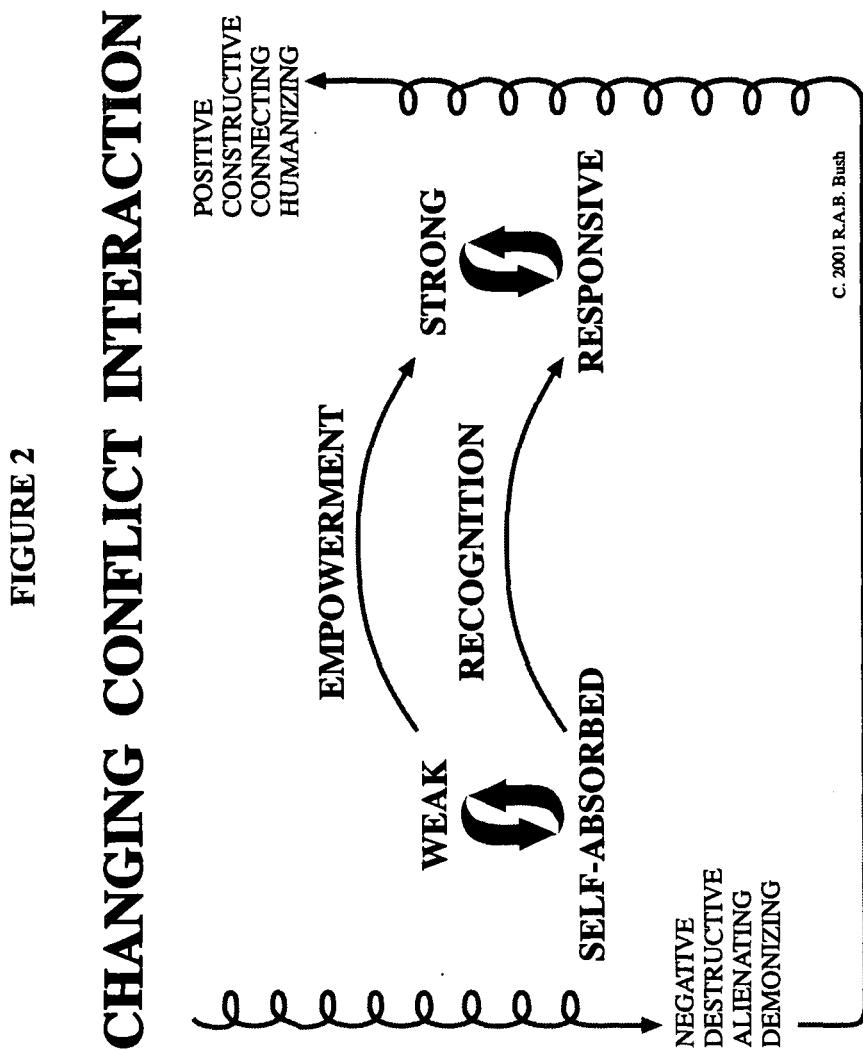 FIGURE 2
CHANGING CONFLICT INTERACTION
POSITIVE
CONSTRUCTIVE
CONNECTING
HUMANIZING
EMPOWERMENT
WEAK
STRONG
RECOGNITION
SELF-ABSORBED
RESPONSIVE
NEGATIVE
DESTRUCTIVE
ALIENATING
DEMONIZING
C. 2001 R.A.B. Bush